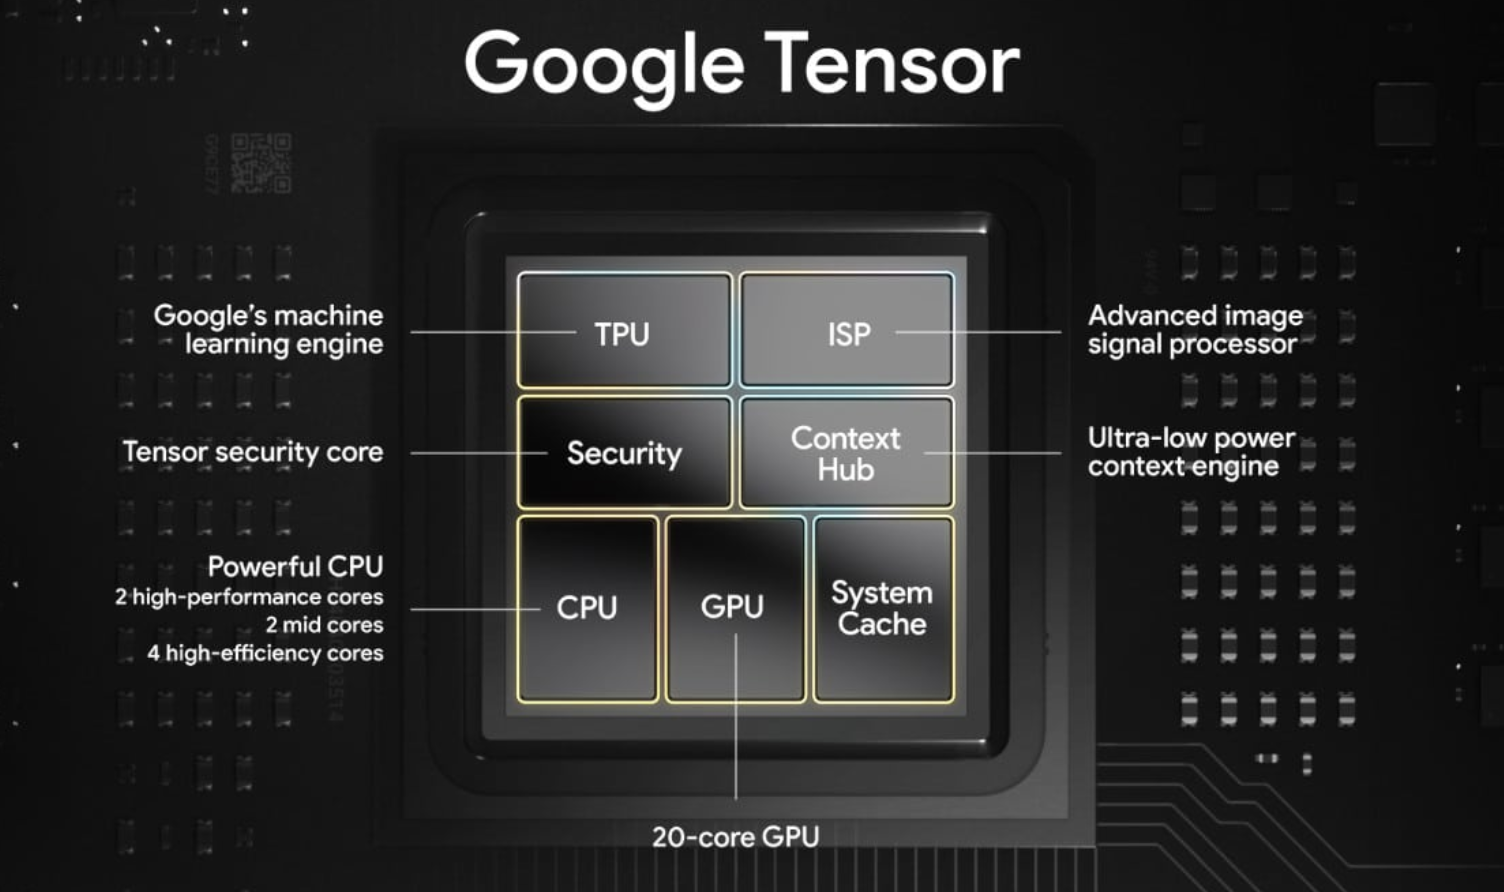 Google Tensor
Google's machine
learning engine
TPU
ISP
Advanced image
signal processor
Tensor security core
Security
Context
Hub
Ultra-low power
context engine
Powerful CPU
2 high-performance cores
2 mid cores
4 high-efficiency cores
CPU
GPU
System
Cache
20-core GPU